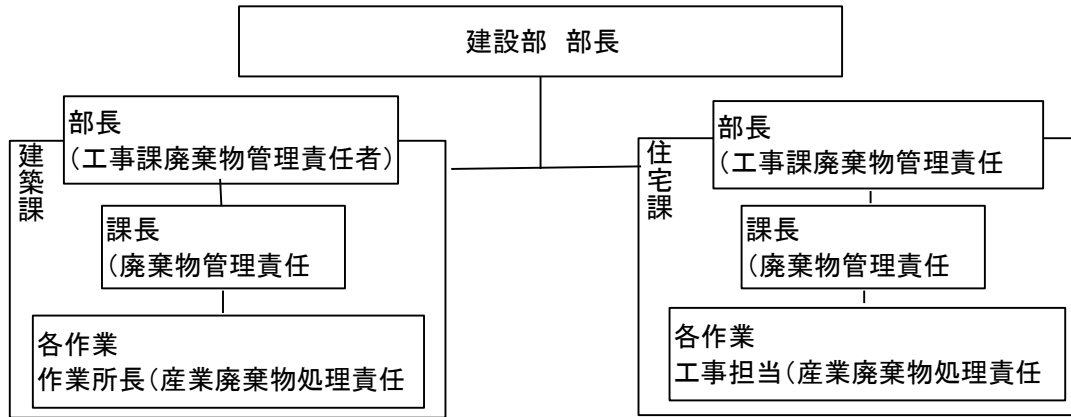 建設部 部長
建築課
部長
(工事課廃棄物管理責任者)
課長
(廃棄物管理責任
各作業
作業所長(産業廃棄物処理責任
住宅課
部長
(工事課廃棄物管理責任
課長
(廃棄物管理責任
各作業
工事担当(産業廃棄物処理責任